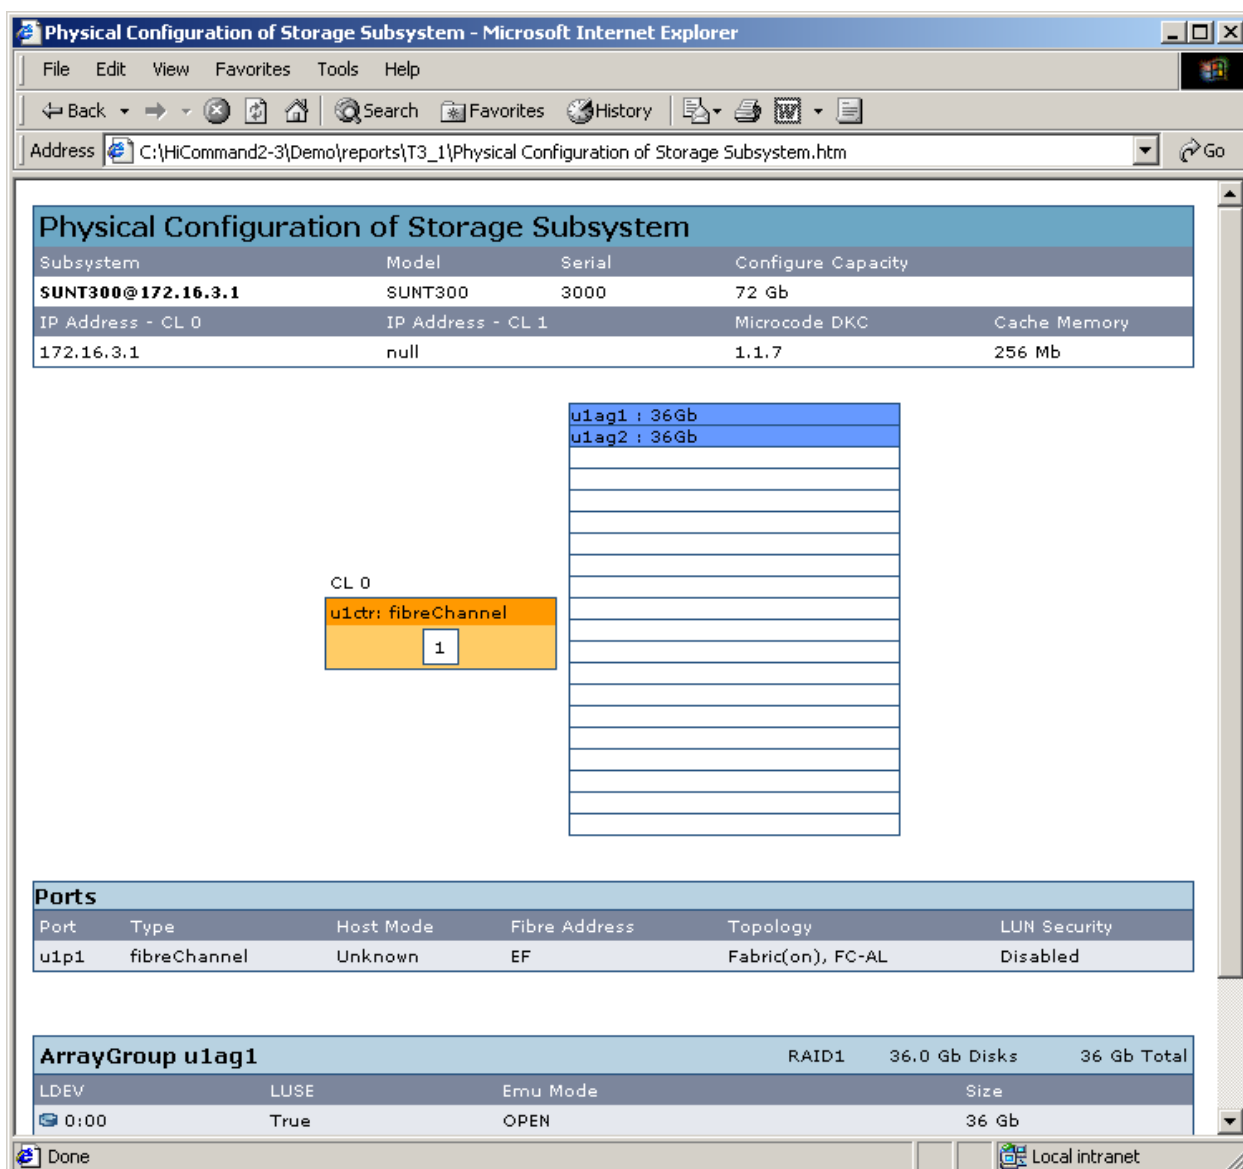 Physical Configuration of Storage Subsystem - Microsoft Internet Explorer
File Edit View Favorites Tools Help
Back Search Favorites History
Address C:\HiCommand2-3\Demo\reports\T3_1\Physical Configuration of Storage Subsystem.htm Go
Physical Configuration of Storage Subsystem
Subsystem Model Serial Configure Capacity
SUNT300@172.16.3.1 SUNT300 3000 72 Gb
IP Address - CL 0 IP Address - CL 1 Microcode DKC Cache Memory
172.16.3.1 null 1.1.7 256 Mb
u1ag1 : 36Gb
u1ag2 : 36Gb
CL 0
u1ctr: fibreChannel
1
Ports
Port Type Host Mode Fibre Address Topology LUN Security
u1p1 fibreChannel Unknown EF Fabric(on), FC-AL Disabled
ArrayGroup u1ag1 RAID1 36.0 Gb Disks 36 Gb Total
LDEV LUSE Emu Mode Size
0:00 True OPEN 36 Gb
Done Local intranet